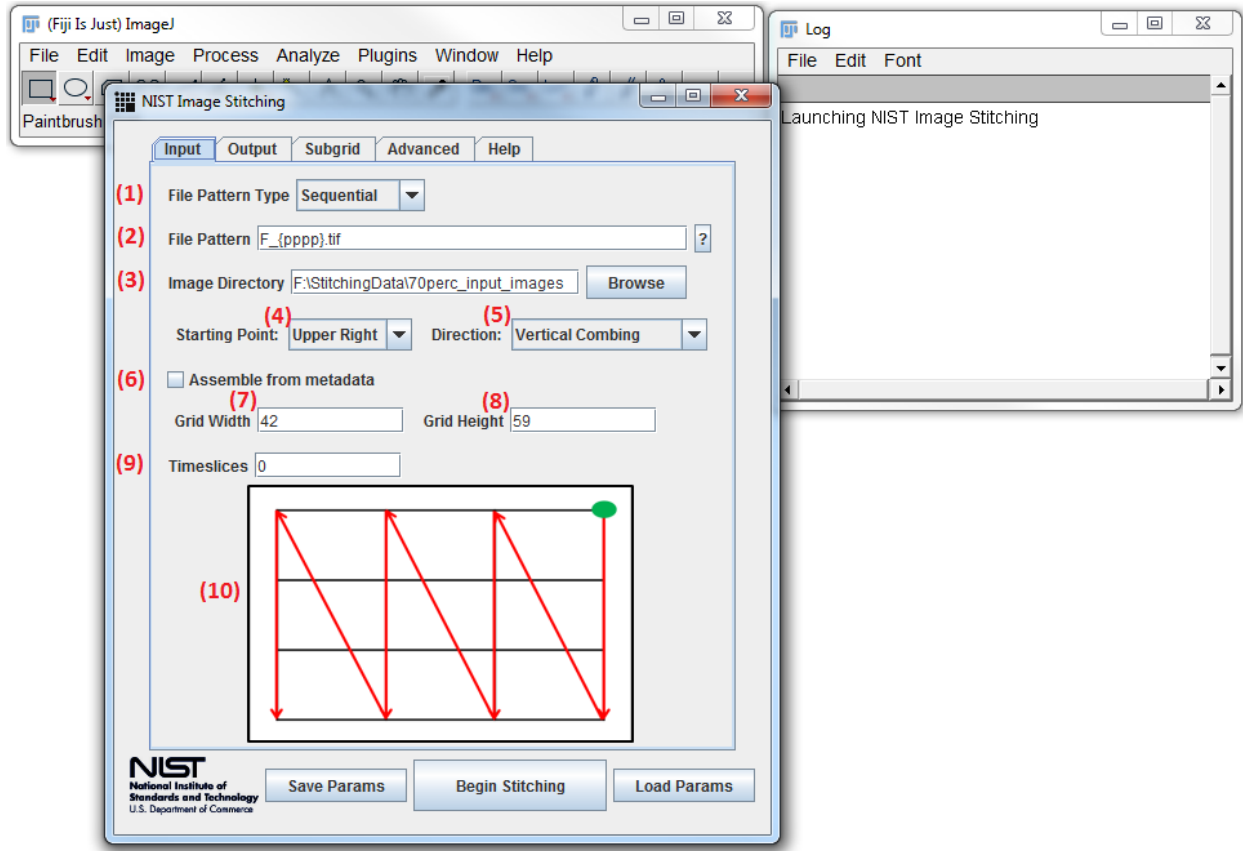 (Fiji Is Just) ImageJ
File Edit Image Process Analyze Plugins Window Help
Paintbrush
Log
File Edit Font
Launching NIST Image Stitching
NIST Image Stitching
Input Output Subgrid Advanced Help
(1) File Pattern Type Sequential
(2) File Pattern F_{pppp}.tif ?
(3) Image Directory F:\StitchingData\70perc_input_images Browse
(4) (5)
Starting Point: Upper Right Direction: Vertical Combing
(6) Assemble from metadata
(7) (8)
Grid Width 42 Grid Height 59
(9) Timeslices 0
(10)
NIST
National Institute of
Standards and Technology
U.S. Department of Commerce
Save Params Begin Stitching Load Params